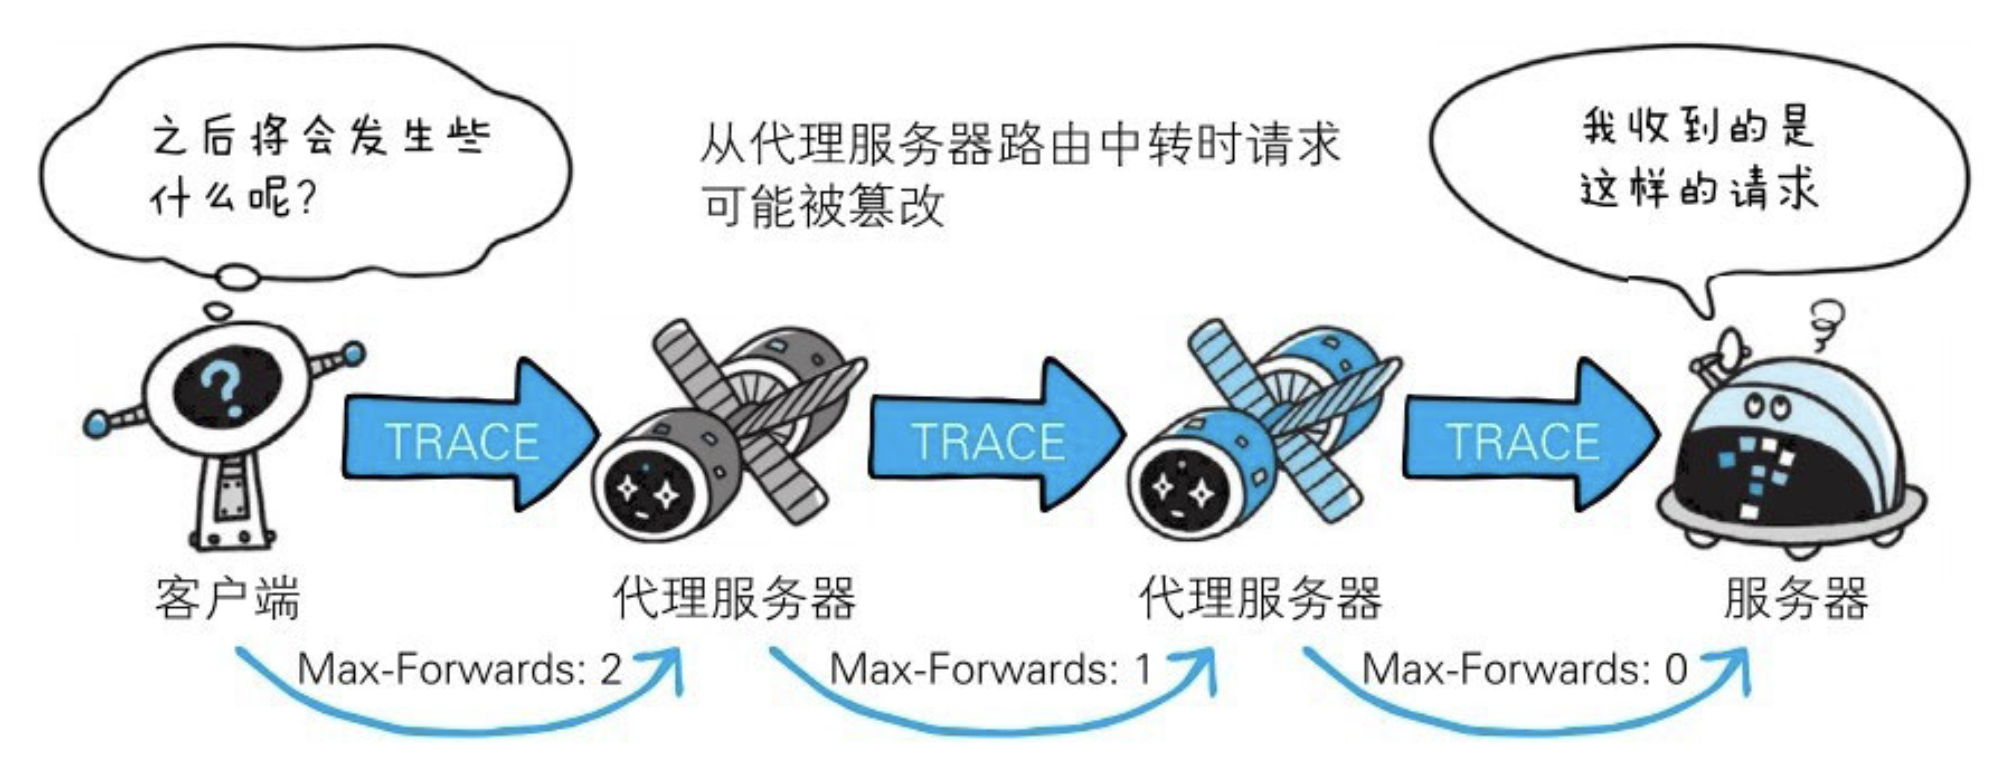 之后将会发生些
什么呢?
从代理服务器路由中转时请求
可能被篡改
我收到的是
这样的请求
TRACE
TRACE
TRACE
客户端
代理服务器
代理服务器
服务器
Max-Forwards: 2
Max-Forwards: 1
Max-Forwards: 0